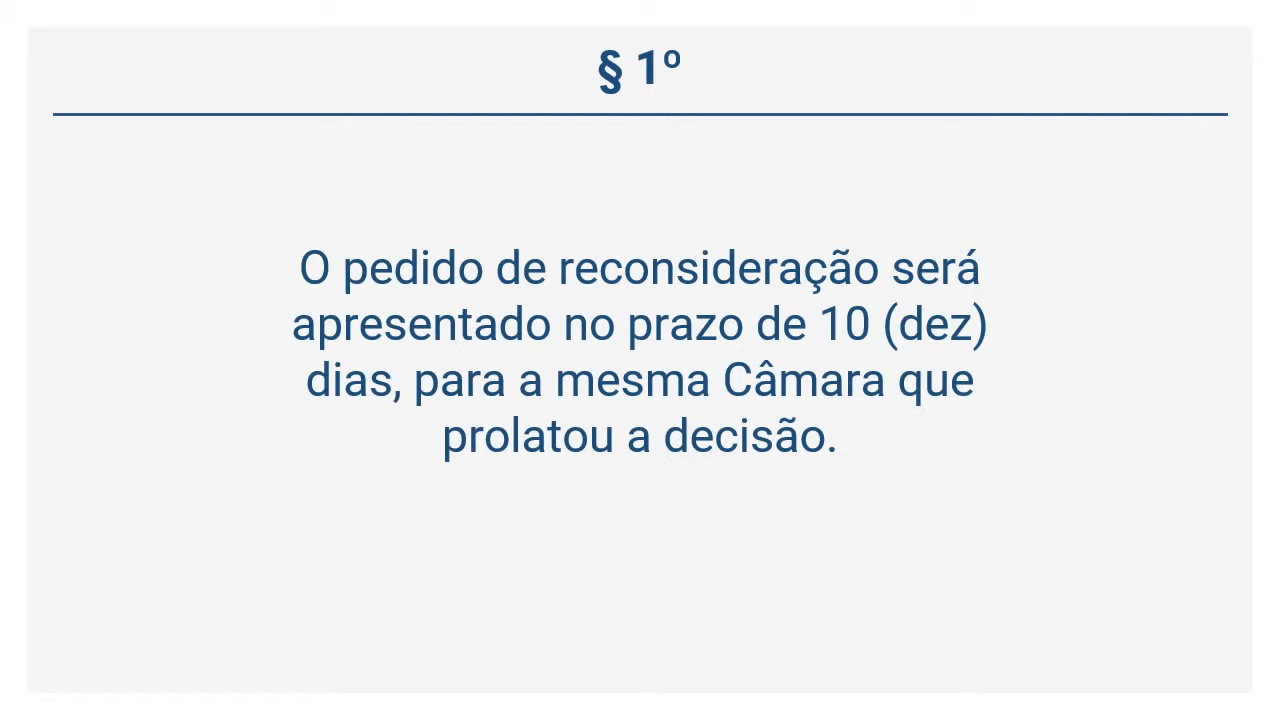 § 1º
O pedido de reconsideração será
apresentado no prazo de 10 (dez)
dias, para a mesma Câmara que
prolatou a decisão.